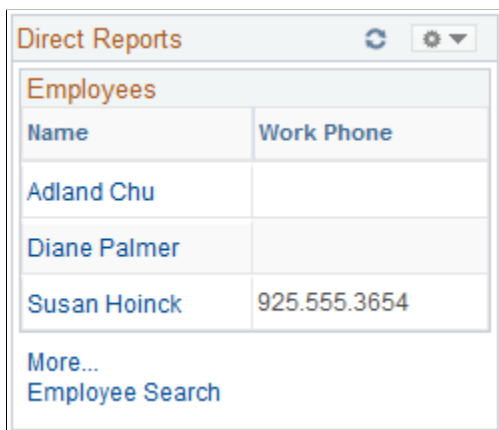 Direct Reports
Employees
Name Work Phone
Adland Chu
Diane Palmer
Susan Hoinck 925.555.3654
More...
Employee Search